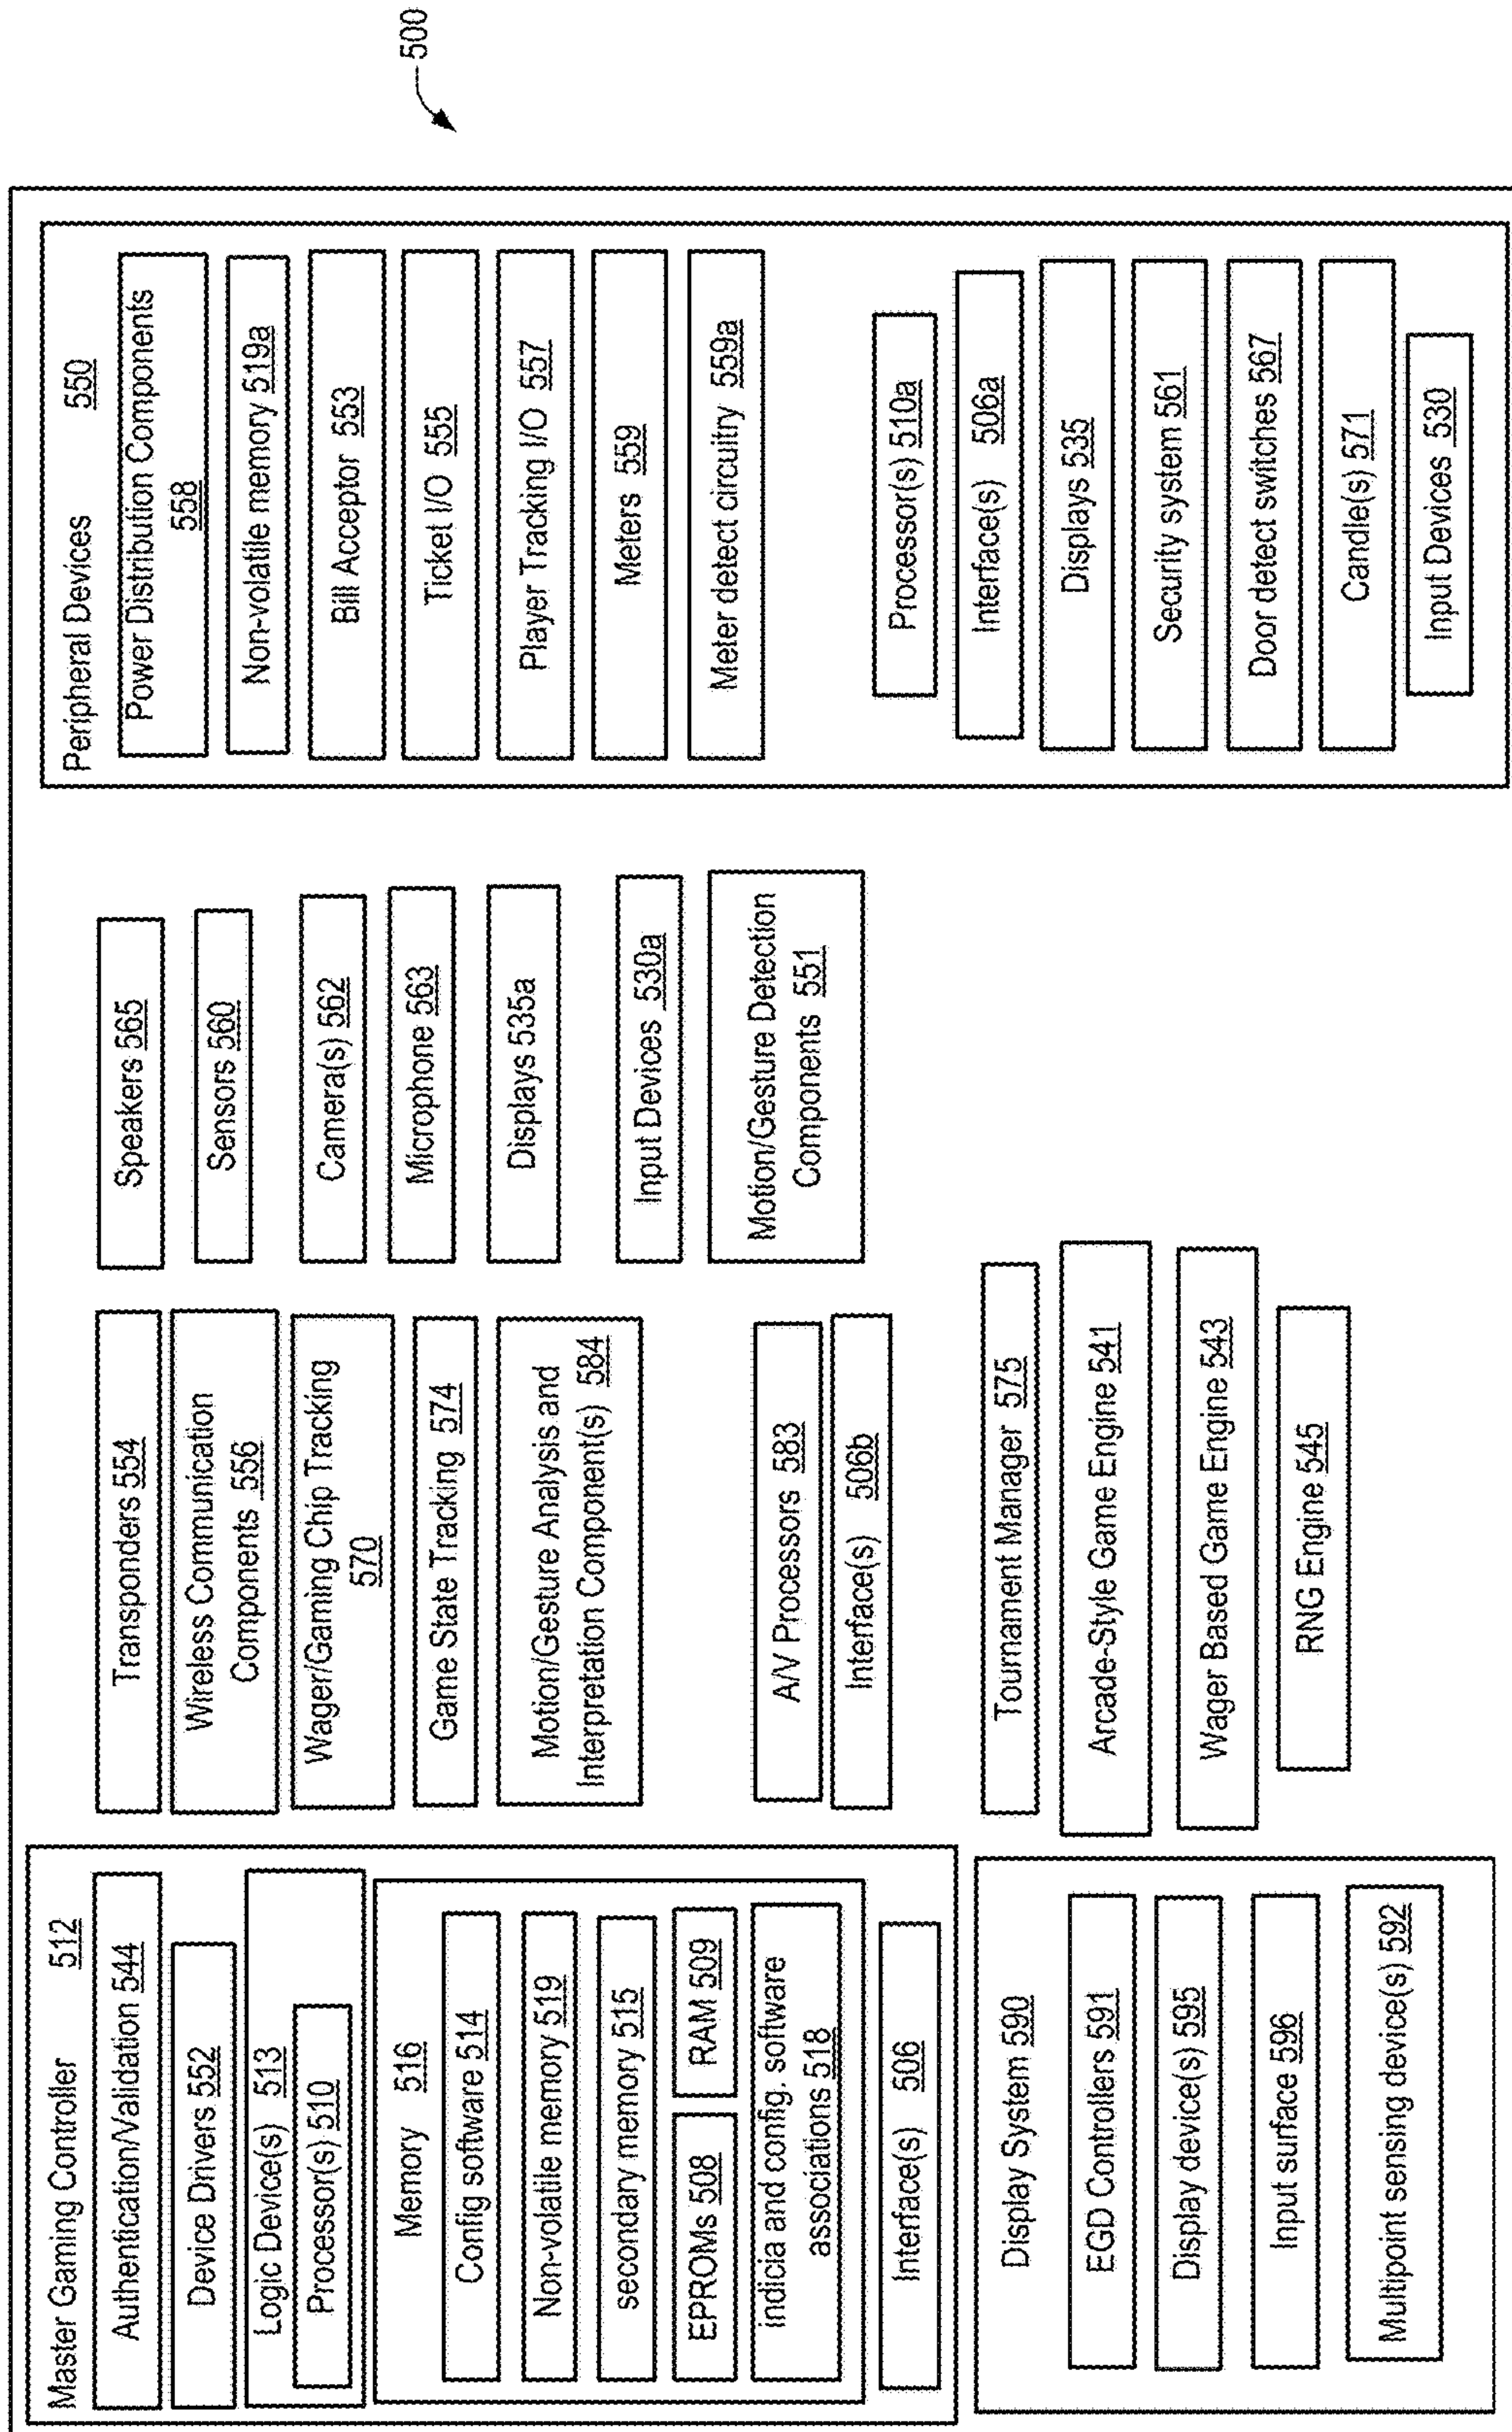 500
Master Gaming Controller 512
Authentication/Validation 544
Device Drivers 552
Logic Device(s) 513
Processor(s) 510
Memory 516
Config software 514
Non-volatile memory 519
secondary memory 515
EPROMs 508
RAM 509
indicia and config. software
associations 518
Interface(s) 506
Display System 590
EGD Controllers 591
Display device(s) 595
Input surface 596
Multipoint sensing device(s) 592
Transponders 554
Wireless Communication
Components 556
Wager/Gaming Chip Tracking
570
Game State Tracking 574
Motion/Gesture Analysis and
Interpretation Component(s) 584
A/V Processors 583
Interface(s) 506b
Tournament Manager 575
Arcade-Style Game Engine 541
Wager Based Game Engine 543
RNG Engine 545
Speakers 565
Sensors 560
Camera(s) 562
Microphone 563
Displays 535a
Input Devices 530a
Motion/Gesture Detection
Components 551
Peripheral Devices 550
Power Distribution Components
558
Non-volatile memory 519a
Bill Acceptor 553
Ticket I/O 555
Player Tracking I/O 557
Meters 559
Meter detect circuitry 559a
Processor(s) 510a
Interface(s) 506a
Displays 535
Security system 561
Door detect switches 567
Candle(s) 571
Input Devices 530